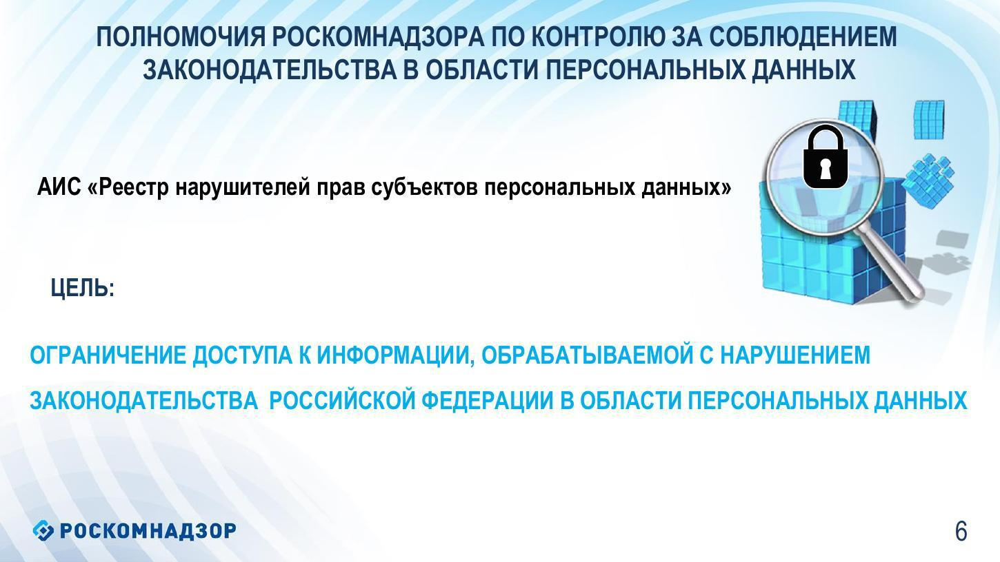 ПОЛНОМОЧИЯ РОСКОМНАДЗОРА ПО КОНТРОЛЮ ЗА СОБЛЮДЕНИЕМ
ЗАКОНОДАТЕЛЬСТВА В ОБЛАСТИ ПЕРСОНАЛЬНЫХ ДАННЫХ
АИС «Реестр нарушителей прав субъектов персональных данных»
ЦЕЛЬ:
ОГРАНИЧЕНИЕ ДОСТУПА К ИНФОРМАЦИИ, ОБРАБАТЫВАЕМОЙ С НАРУШЕНИЕМ
ЗАКОНОДАТЕЛЬСТВА РОССИЙСКОЙ ФЕДЕРАЦИИ В ОБЛАСТИ ПЕРСОНАЛЬНЫХ ДАННЫХ
РОСКОМНАДЗОР
6